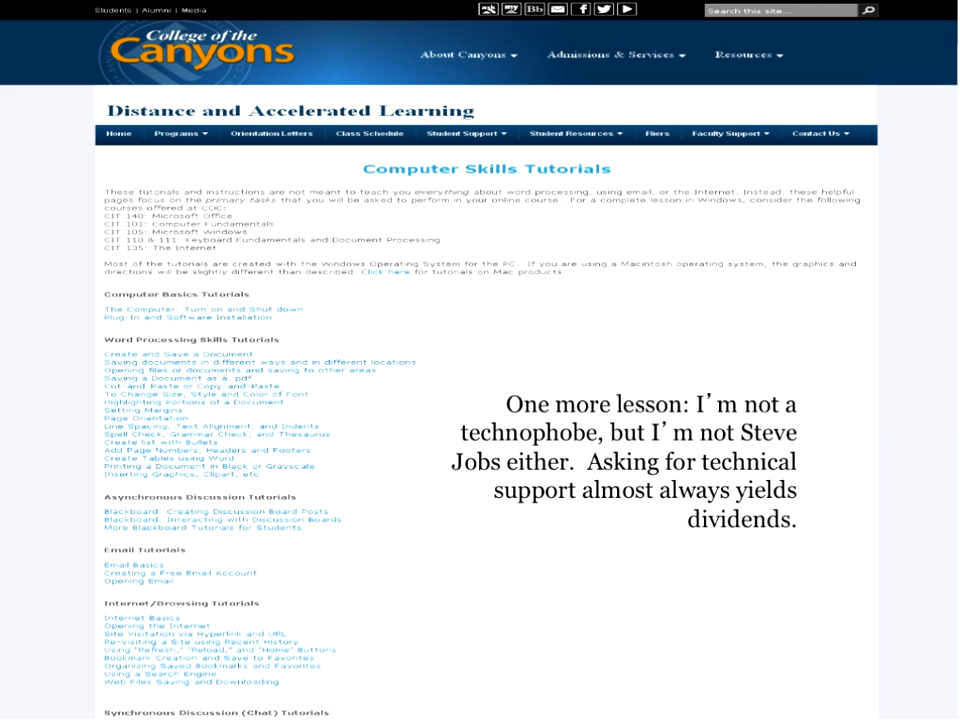 Students | Alumni | Media
Bb
Search this site...
College of the
Canyons
About Canyons
Admissions & Services
Resources
Distance and Accelerated Learning
Home
Programs
Orientation Letters
Class Schedule
Student Support
Student Resources
Fliers
Faculty Support
Contact Us
Computer Skills Tutorials
These tutorials and instructions are not meant to teach you everything about word processing, using email, or the Internet. Instead, these helpful
pages focus on the primary tasks that you will be asked to perform in your online course. For a complete lesson in Windows, consider the following
courses offered at COC:
CIT 140: Microsoft Office
CIT 101: Computer Fundamentals
CIT 105: Microsoft Windows
CIT 110 & 111: Keyboard Fundamentals and Document Processing
CIT 135: The Internet
Most of the tutorials are created with the Windows Operating System for the PC. If you are using a Macintosh operating system, the graphics and
directions will be slightly different than described. Click here for tutorials on Mac products
Computer Basics Tutorials
The Computer: Turn on and Shut down
Plug-In and Software Installation
Word Processing Skills Tutorials
Create and Save a Document
Saving documents in different ways and in different locations
Opening files or documents and saving to other areas
Saving a Document as a .pdf
Cut-and-Paste or Copy-and-Paste
To Change Size, Style and Color of Font
Highlighting Portions of a Document
Setting Margins
Page Orientation
Line Spacing, Text Alignment, and Indents
Spell Check, Grammar Check, and Thesaurus
Create list with Bullets
Add Page Numbers, Headers and Footers
Create Tables using Word
Printing a Document in Black or Grayscale
Inserting Graphics, Clipart, etc.
One more lesson: I'm not a
technophobe, but I'm not Steve
Jobs either.  Asking for technical
support almost always yields
dividends.
Asynchronous Discussion Tutorials
Blackboard: Creating Discussion Board Posts
Blackboard: Interacting with Discussion Boards
More Blackboard Tutorials for Students
Email Tutorials
Email Basics
Creating a Free Email Account
Opening Email
Internet/Browsing Tutorials
Internet Basics
Opening the Internet
Site Visitation via Hyperlink and URL
Re-Visiting a Site using Recent History
Using "Refresh," "Reload," and "Home" Buttons
Bookmark Creation and Save to Favorites
Organizing Saved Bookmarks and Favorites
Using a Search Engine
Web Files Saving and Downloading
Synchronous Discussion (Chat) Tutorials